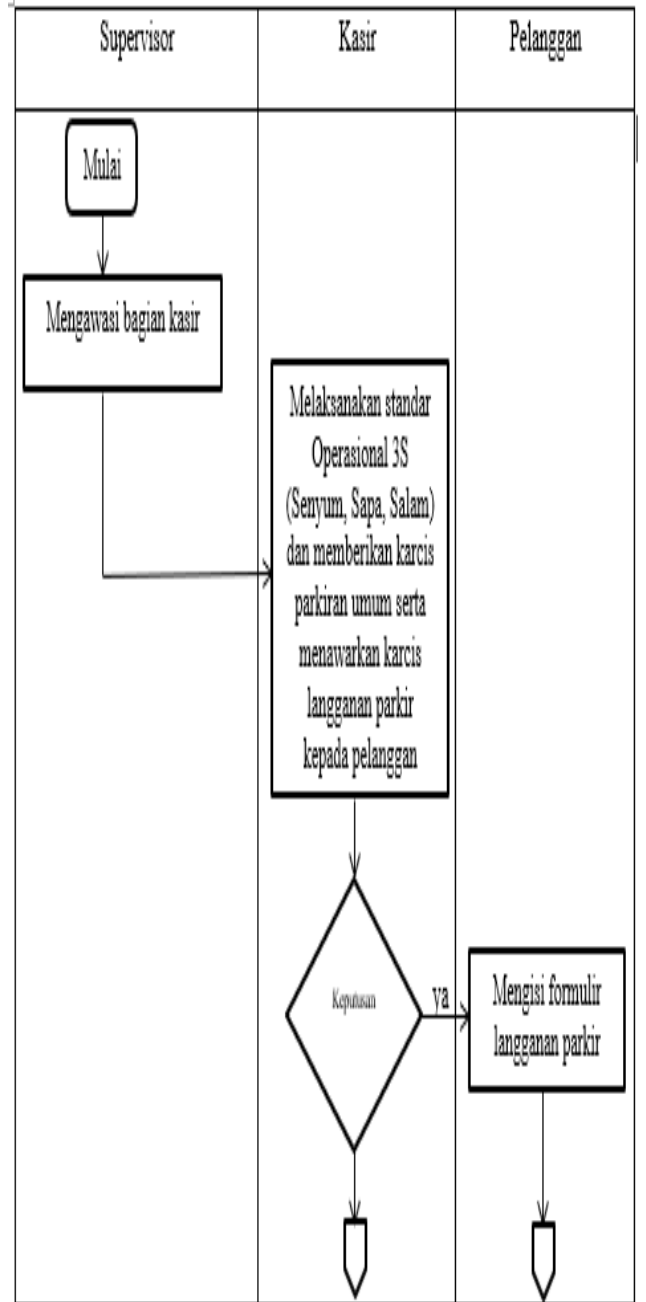 Supervisor
Kasir
Pelanggan
Mulai
Mengawasi bagian kasir
Melaksanakan standar
Operasional 3S
(Senyum, Sapa, Salam)
dan memberikan karcis
parkiran umum serta
menawarkan karcis
langganan parkir
kepada pelanggan
Keputusan
ya
Mengisi formulir
langganan parkir